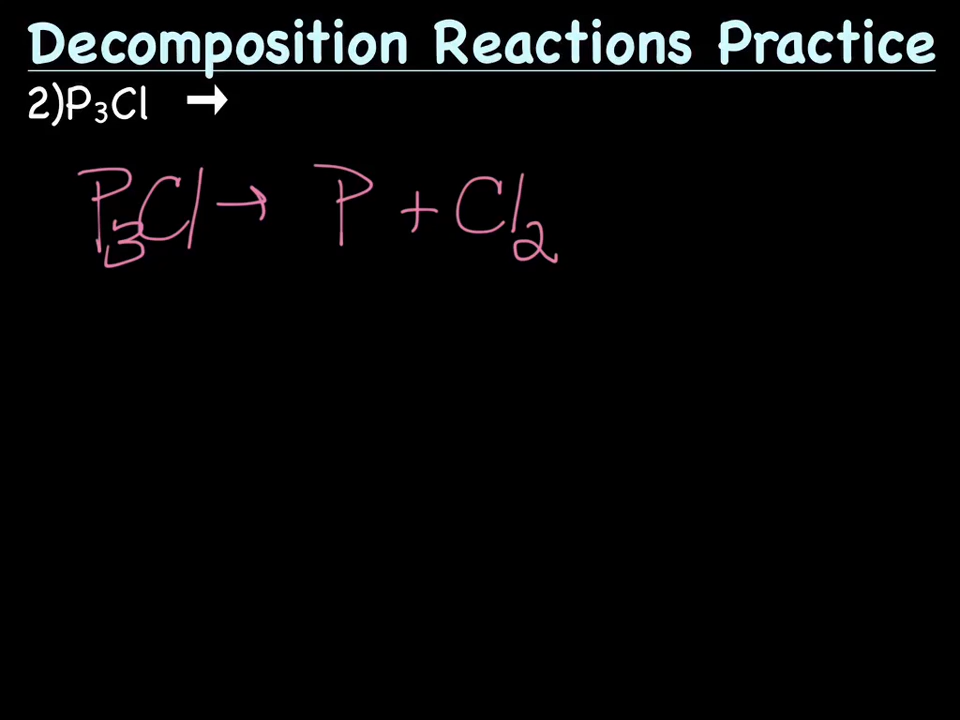 Decomposition Reactions Practice
2)P₃Cl ➡
P₃Cl → P + Cl₂